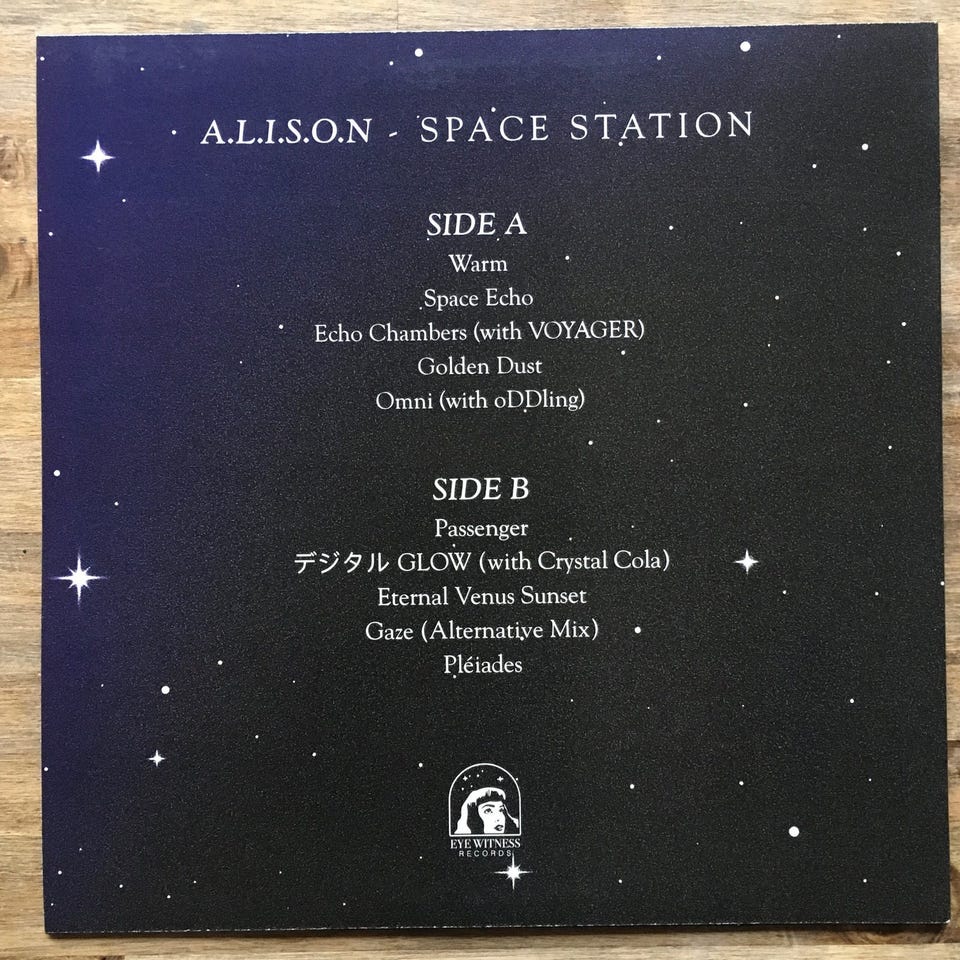 A.L.I.S.O.N - SPACE STATION
SIDE A
Warm
Space Echo
Echo Chambers (with VOYAGER)
Golden Dust
Omni (with oDDling)
SIDE B
Passenger
デジタル GLOW (with Crystal Cola)
Eternal Venus Sunset
Gaze (Alternative Mix)
Pléiades
EYE WITNESS
RECORDS